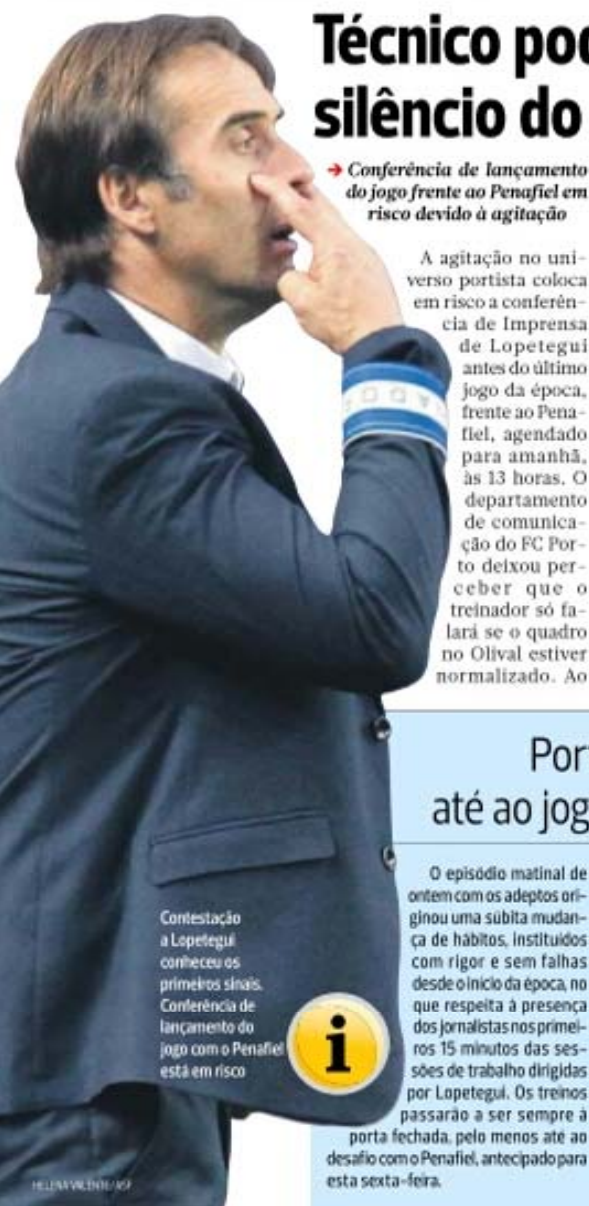 Técnico pod
silêncio do
→ Conferência de lançamento
do jogo frente ao Penafiel em
risco devido à agitação
A agitação no uni-
verso portista coloca
em risco a conferên-
cia de Imprensa
de Lopetegui
antes do último
jogo da época,
frente ao Pena-
fiel, agendado
para amanhã,
às 13 horas. O
departamento
de comunica-
ção do FC Por-
to deixou per-
ceber que o
treinador só fa-
lará se o quadro
no Olival estiver
normalizado. Ao
Por
até ao jog
O episódio matinal de
ontem com os adeptos ori-
ginou uma súbita mudan-
ça de hábitos, instituídos
com rigor e sem falhas
desde o início da época, no
que respeita à presença
dos jornalistas nos primei-
ros 15 minutos das ses-
sões de trabalho dirigidas
por Lopetegui. Os treinos
passarão a ser sempre à
porta fechada, pelo menos até ao
desafio com o Penafiel, antecipado para
esta sexta-feira.
Contestação
a Lopetegui
conheceu os
primeiros sinais.
Conferência de
lançamento do
jogo com o Penafiel
está em risco
i
HELENA VALENTE/ASF